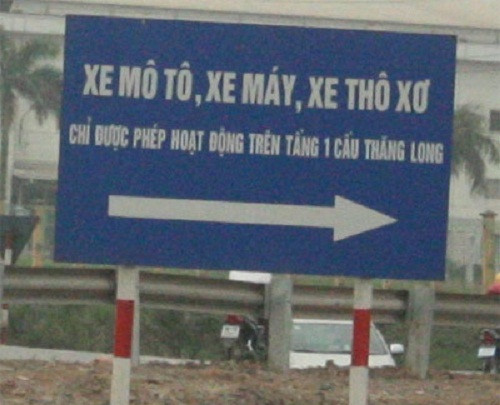 XE MÔ TÔ, XE MÁY, XE THÔ XƠ
CHỈ ĐƯỢC PHÉP HOẠT ĐỘNG TRÊN TẦNG 1 CẦU THĂNG LONG